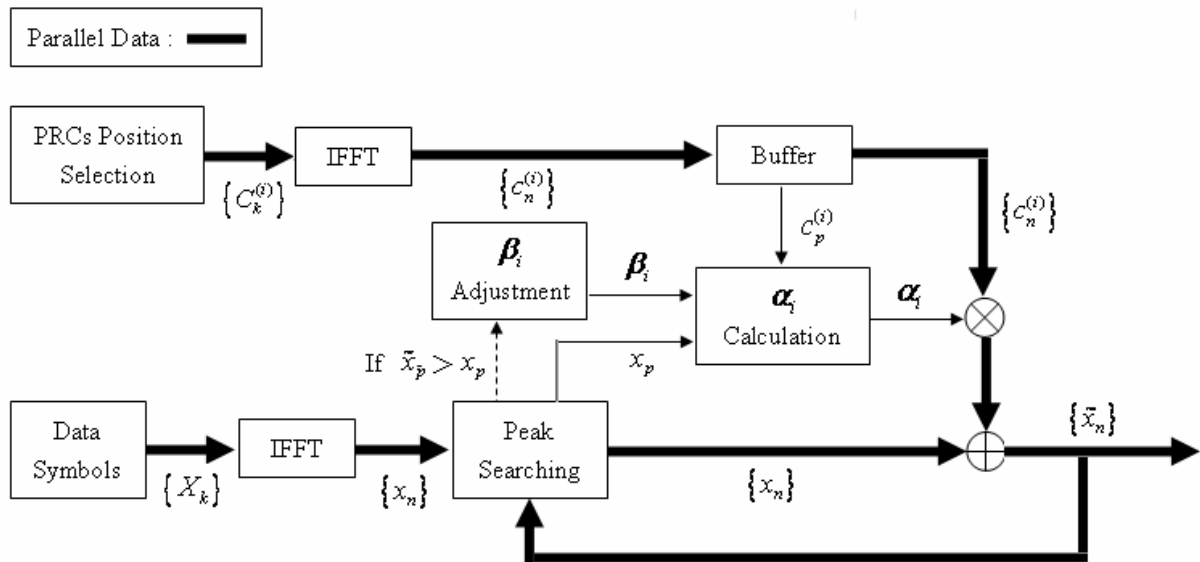 Parallel Data :
PRCs Position
Selection
{C_k^{(i)}}
IFFT
{c_n^{(i)}}
Buffer
c_p^{(i)}
{c_n^{(i)}}
β_i
Adjustment
β_i
α_i
Calculation
α_i
If x̄_p̄ > x_p
x_p
Data
Symbols
{X_k}
IFFT
{x_n}
Peak
Searching
{x_n}
{x̄_n}